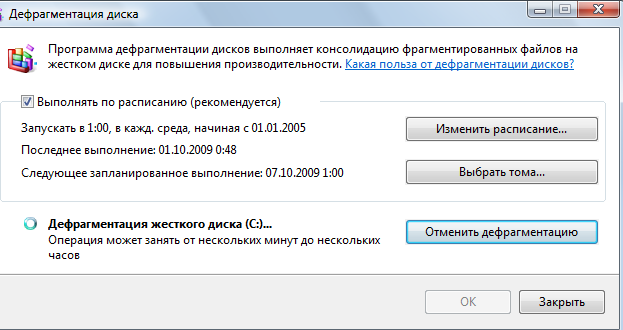 Дефрагментация диска
Программа дефрагментации дисков выполняет консолидацию фрагментированных файлов на
жестком диске для повышения производительности. Какая польза от дефрагментации дисков?
Выполнять по расписанию (рекомендуется)
Запускать в 1:00, в кажд. среда, начиная с 01.01.2005
Изменить расписание...
Последнее выполнение: 01.10.2009 0:48
Следующее запланированное выполнение: 07.10.2009 1:00
Выбрать тома...
Дефрагментация жесткого диска (C:)...
Операция может занять от нескольких минут до нескольких
часов
Отменить дефрагментацию
ОК
Закрыть